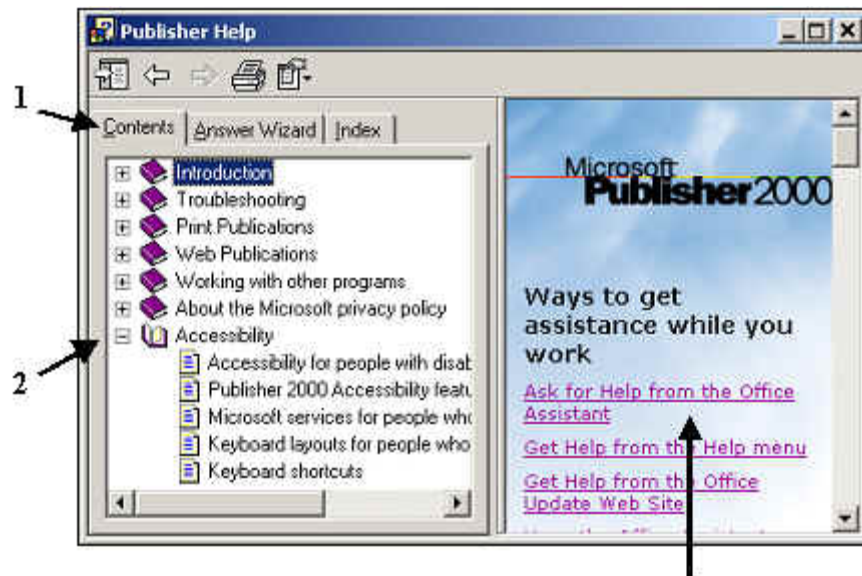 Publisher Help
1
Contents Answer Wizard Index
Introduction
Troubleshooting
Print Publications
Web Publications
Working with other programs
About the Microsoft privacy policy
2
Accessibility
Accessibility for people with disab
Publisher 2000 Accessibility featu
Microsoft services for people who
Keyboard layouts for people who
Keyboard shortcuts
Microsoft
Publisher2000
Ways to get
assistance while you
work
Ask for Help from the Office
Assistant
Get Help from the Help menu
Get Help from the Office
Update Web Site